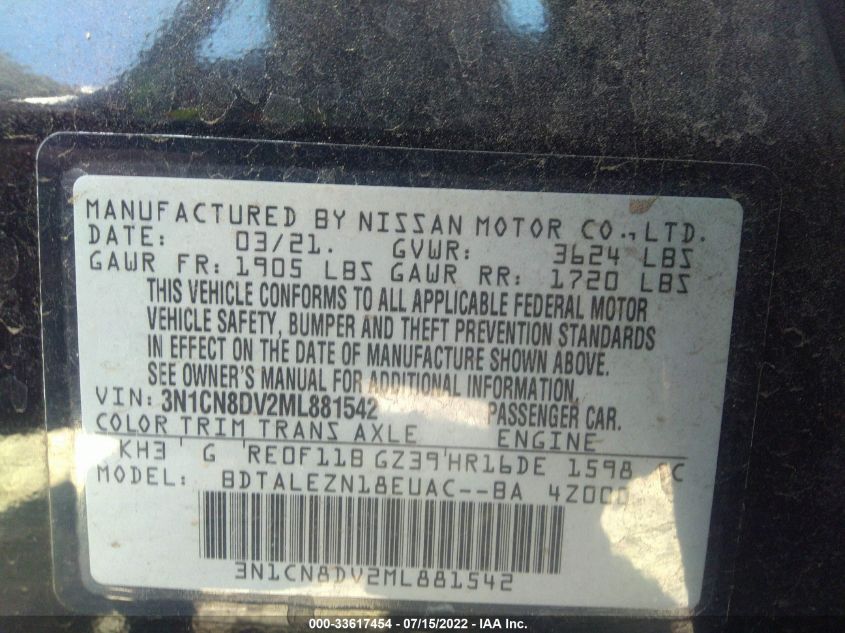 MANUFACTURED BY NISSAN MOTOR CO.,LTD.
DATE: 03/21. GVWR: 3624 LBS
GAWR FR: 1905 LBS GAWR RR: 1720 LBS
THIS VEHICLE CONFORMS TO ALL APPLICABLE FEDERAL MOTOR
VEHICLE SAFETY, BUMPER AND THEFT PREVENTION STANDARDS
IN EFFECT ON THE DATE OF MANUFACTURE SHOWN ABOVE.
SEE OWNER'S MANUAL FOR ADDITIONAL INFORMATION.
VIN: 3N1CN8DV2ML881542 PASSENGER CAR.
COLOR TRIM TRANS AXLE ENGINE
KH3 G RE0F11B GZ39 HR16DE 1598
MODEL: BDTALEZN18EUAC--BA
3N1CN8DV2ML881542
000-33617454 - 07/15/2022 - IAA Inc.